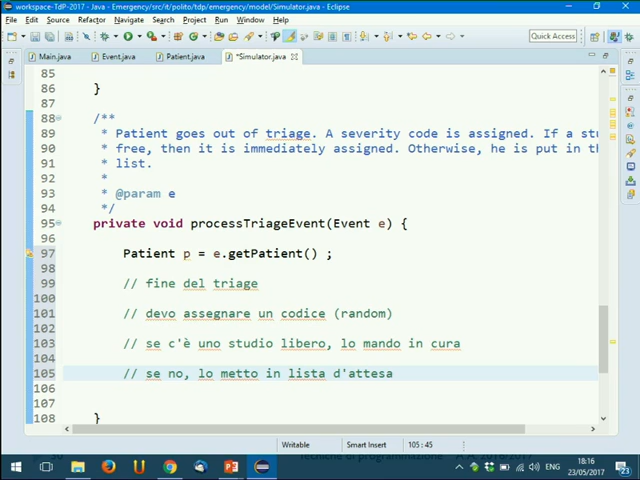 workspace-TdP-2017 - Java - Emergency/src/it/polito/tdp/emergency/model/Simulator.java - Eclipse
File Edit Source Refactor Navigate Search Project Run Window Help
Quick Access
Main.java Event.java Patient.java *Simulator.java
85
86 }
87
88 /**
89 * Patient goes out of triage. A severity code is assigned. If a stu
90 * free, then it is immediately assigned. Otherwise, he is put in th
91 * list.
92 *
93 * @param e
94 */
95 private void processTriageEvent(Event e) {
96
97 Patient p = e.getPatient() ;
98
99 // fine del triage
100
101 // devo assegnare un codice (random)
102
103 // se c'è uno studio libero, lo mando in cura
104
105 // se no, lo metto in lista d'attesa
106
107
108 }
Writable Smart Insert 105 : 45
ENG
18:16
23/05/2017